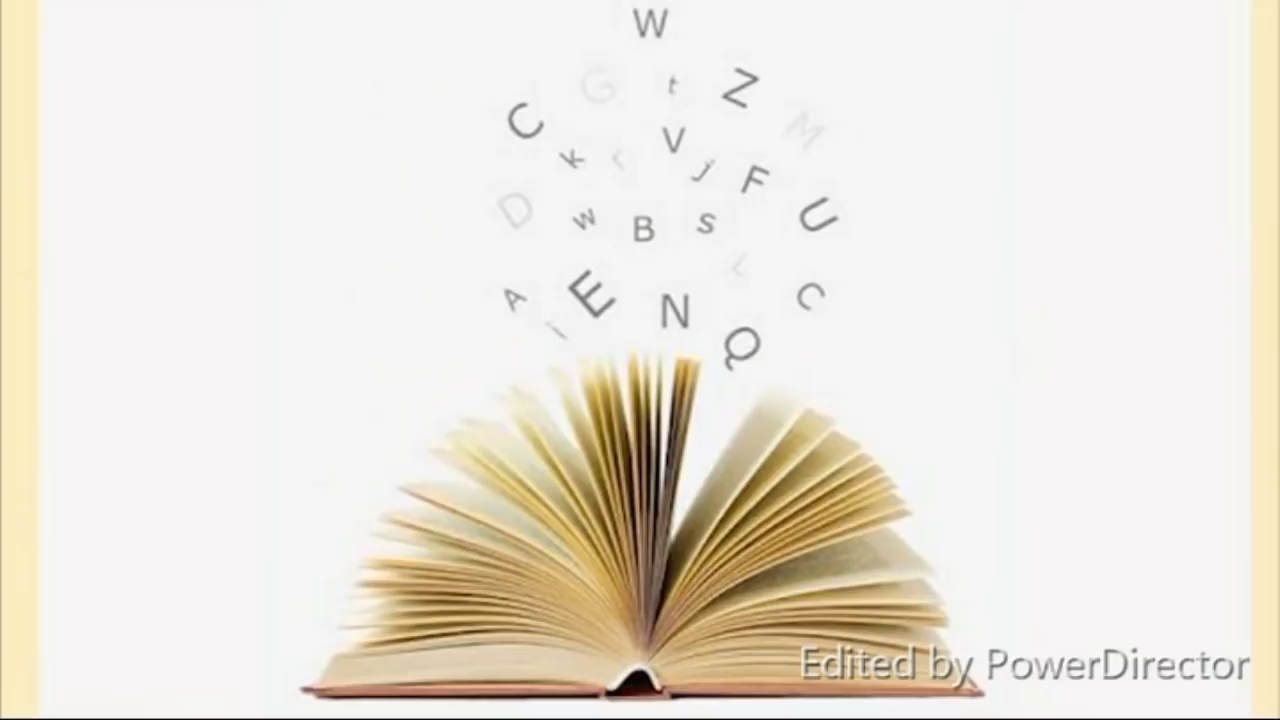 W
G t Z
C M
V
k r j F
D w B S U
L
A E N C
i Q
Edited by PowerDirector